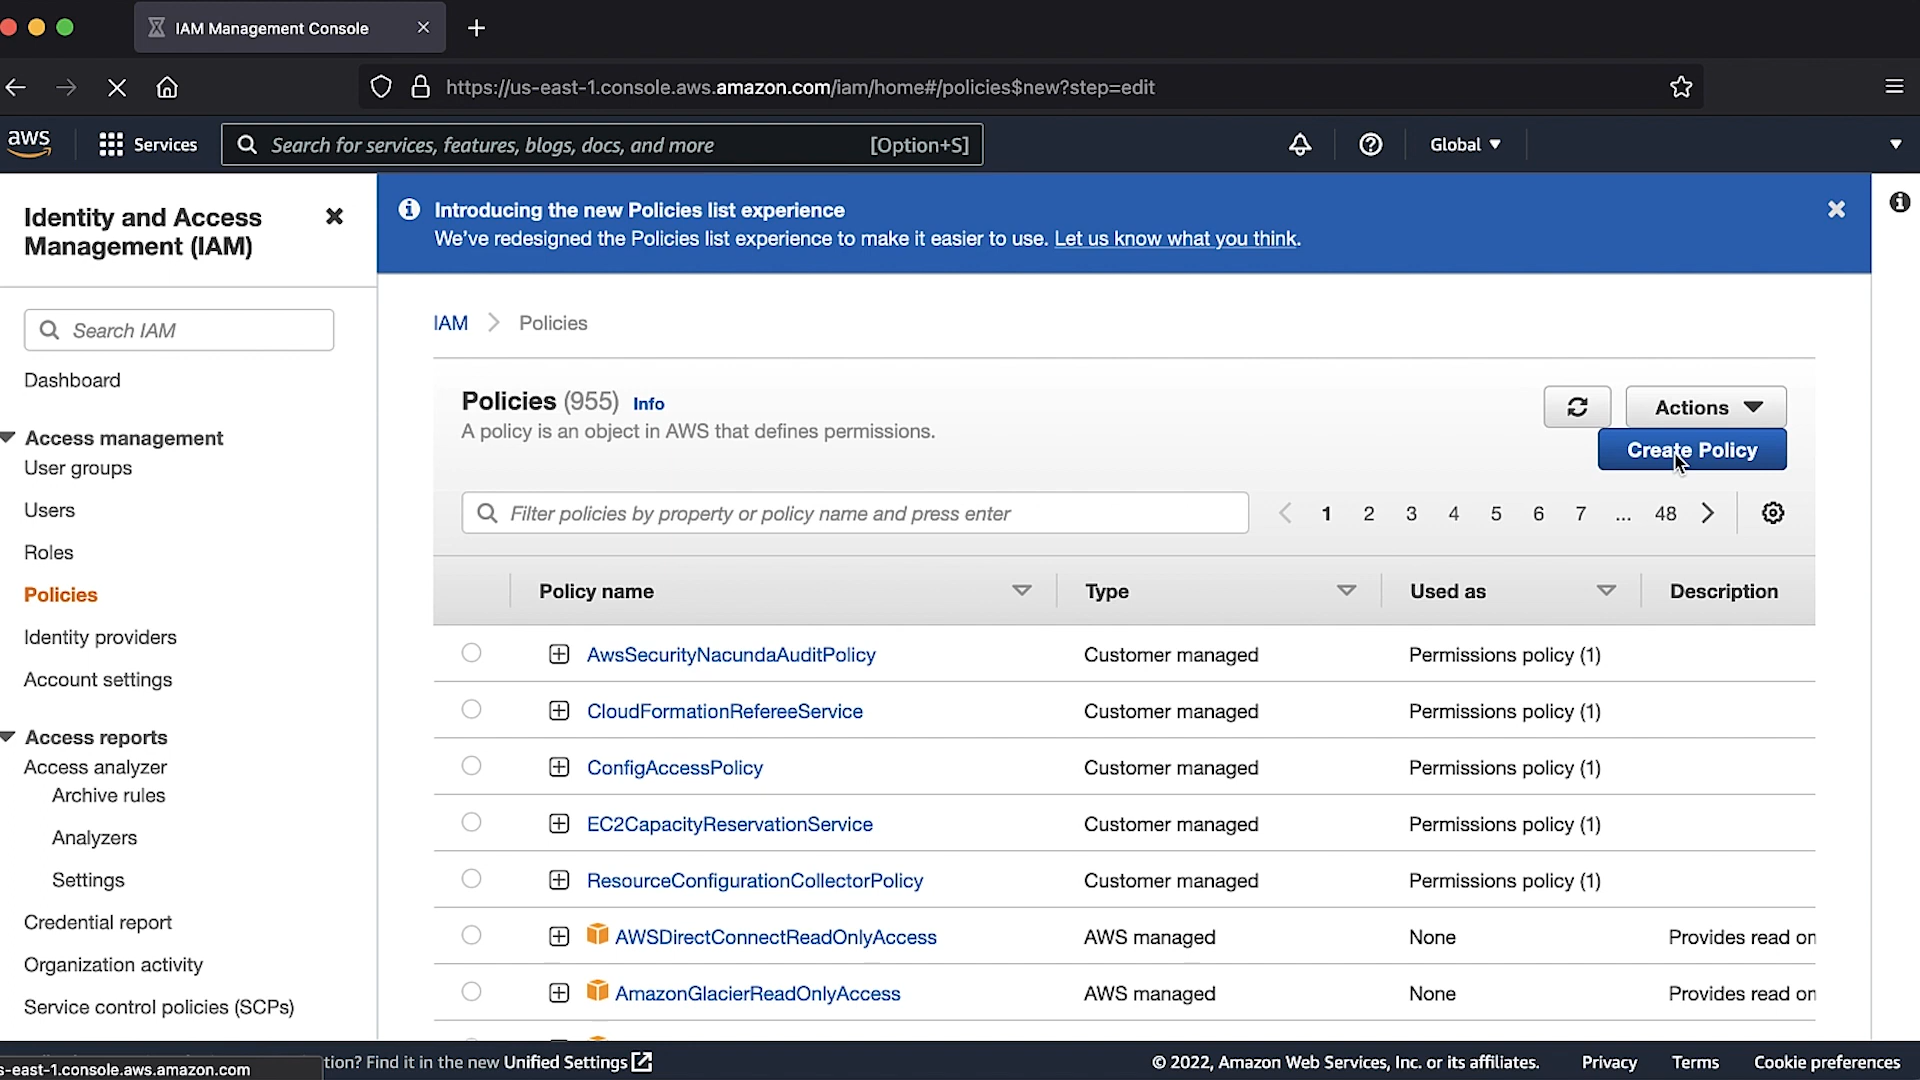 IAM Management Console
https://us-east-1.console.aws.amazon.com/iam/home#/policies$new?step=edit
aws
Services
Search for services, features, blogs, docs, and more
[Option+S]
Global
Identity and Access
Management (IAM)
Search IAM
Dashboard
Access management
User groups
Users
Roles
Policies
Identity providers
Account settings
Access reports
Access analyzer
Archive rules
Analyzers
Settings
Credential report
Organization activity
Service control policies (SCPs)
Introducing the new Policies list experience
We've redesigned the Policies list experience to make it easier to use. Let us know what you think.
IAM > Policies
Policies (955) Info
A policy is an object in AWS that defines permissions.
Actions
Create Policy
Filter policies by property or policy name and press enter
1 2 3 4 5 6 7 ... 48
Policy name Type Used as Description
AwsSecurityNacundaAuditPolicy Customer managed Permissions policy (1)
CloudFormationRefereeService Customer managed Permissions policy (1)
ConfigAccessPolicy Customer managed Permissions policy (1)
EC2CapacityReservationService Customer managed Permissions policy (1)
ResourceConfigurationCollectorPolicy Customer managed Permissions policy (1)
AWSDirectConnectReadOnlyAccess AWS managed None Provides read on
AmazonGlacierReadOnlyAccess AWS managed None Provides read on
s-east-1.console.aws.amazon.com
tion? Find it in the new Unified Settings
© 2022, Amazon Web Services, Inc. or its affiliates.
Privacy
Terms
Cookie preferences